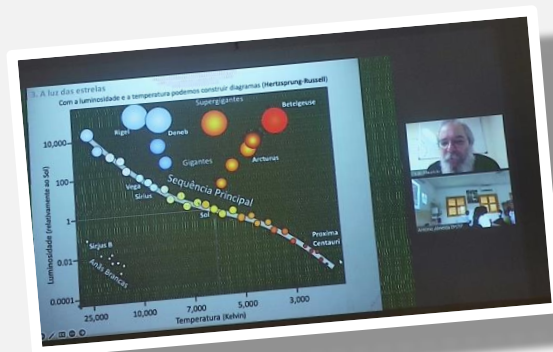 3. A luz das estrelas
Com a luminosidade e a temperatura podemos construir diagramas (Hertzsprung-Russell)
Supergigantes
Betelgeuse
Rigel
Deneb
10,000
Gigantes
Arcturus
100
Vega
Sirius
Sequência Principal
Sol
1
Proxima
Centauri
Sirius B
0.01
Anãs Brancas
0.0001
Luminosidade (relativamente ao Sol)
25,000
10,000
7,000
5,000
3,000
Temperatura (Kelvin)